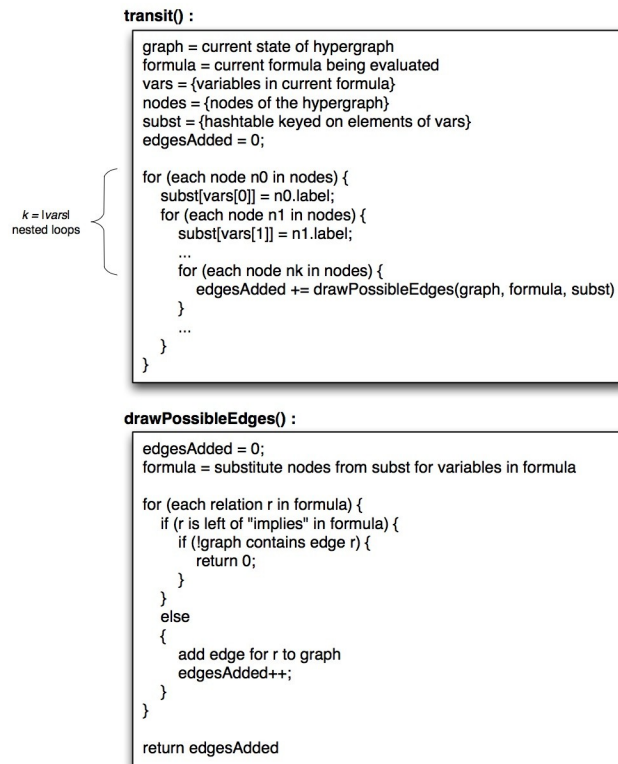 transit() :
graph = current state of hypergraph
formula = current formula being evaluated
vars = {variables in current formula}
nodes = {nodes of the hypergraph}
subst = {hashtable keyed on elements of vars}
edgesAdded = 0;
for (each node n0 in nodes) {
subst[vars[0]] = n0.label;
for (each node n1 in nodes) {
subst[vars[1]] = n1.label;
...
for (each node nk in nodes) {
edgesAdded += drawPossibleEdges(graph, formula, subst)
}
...
}
}
k = |vars|
nested loops
drawPossibleEdges() :
edgesAdded = 0;
formula = substitute nodes from subst for variables in formula
for (each relation r in formula) {
if (r is left of "implies" in formula) {
if (!graph contains edge r) {
return 0;
}
}
else
{
add edge for r to graph
edgesAdded++;
}
}
return edgesAdded